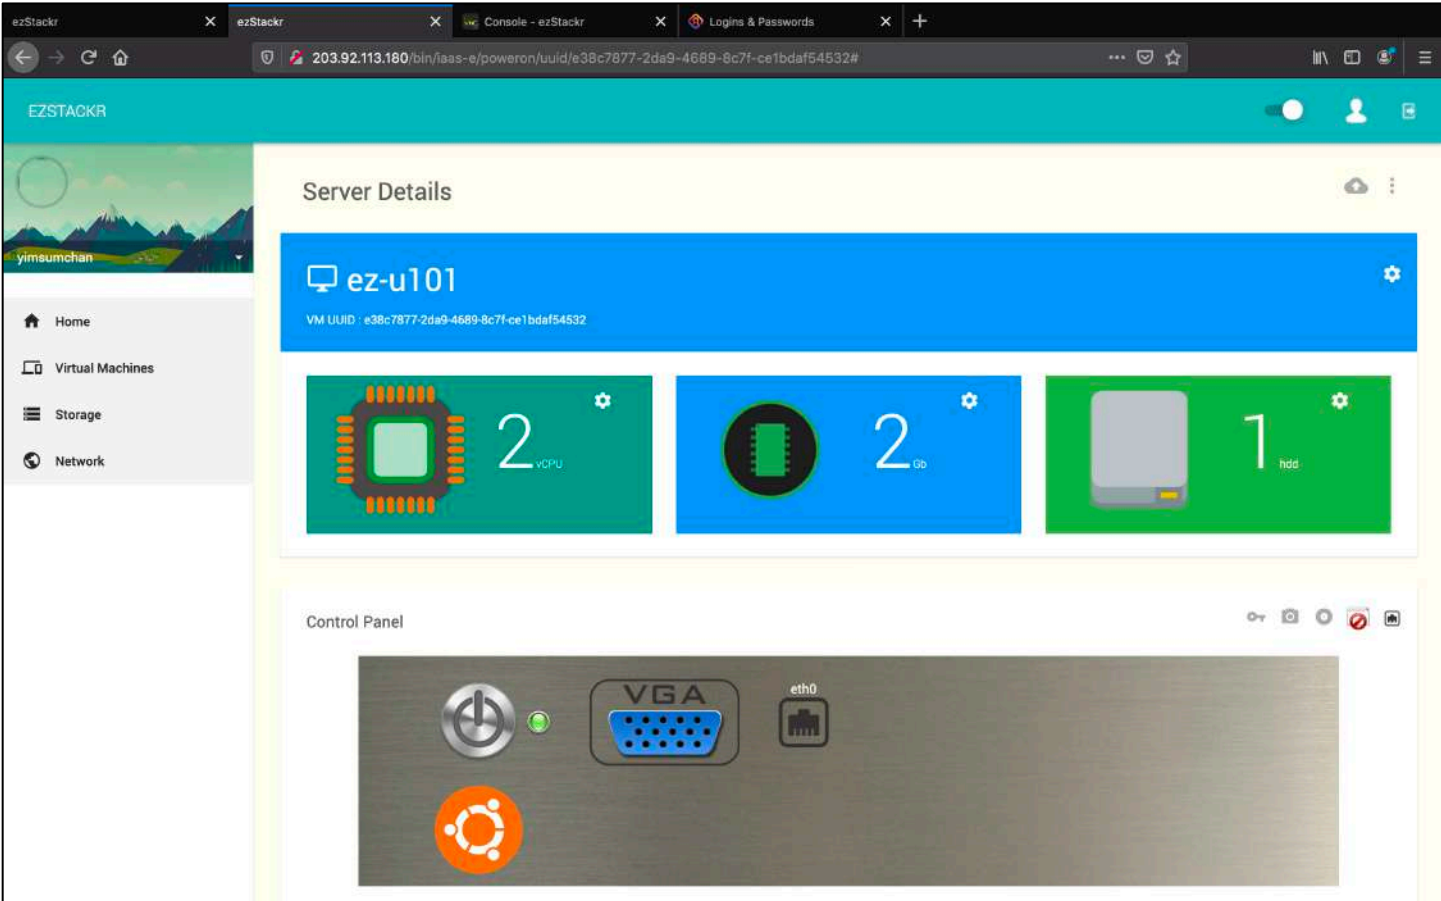 ezStackr
ezStackr
Console - ezStackr
Logins & Passwords
203.92.113.180/bin/iaas-e/poweron/uuid/e38c7877-2da9-4689-8c7f-ce1bdaf54532#
EZSTACKR
yimsumchan
Home
Virtual Machines
Storage
Network
Server Details
ez-u101
VM UUID : e38c7877-2da9-4689-8c7f-ce1bdaf54532
2 vCPU
2 Gb
1 hdd
Control Panel
VGA
eth0